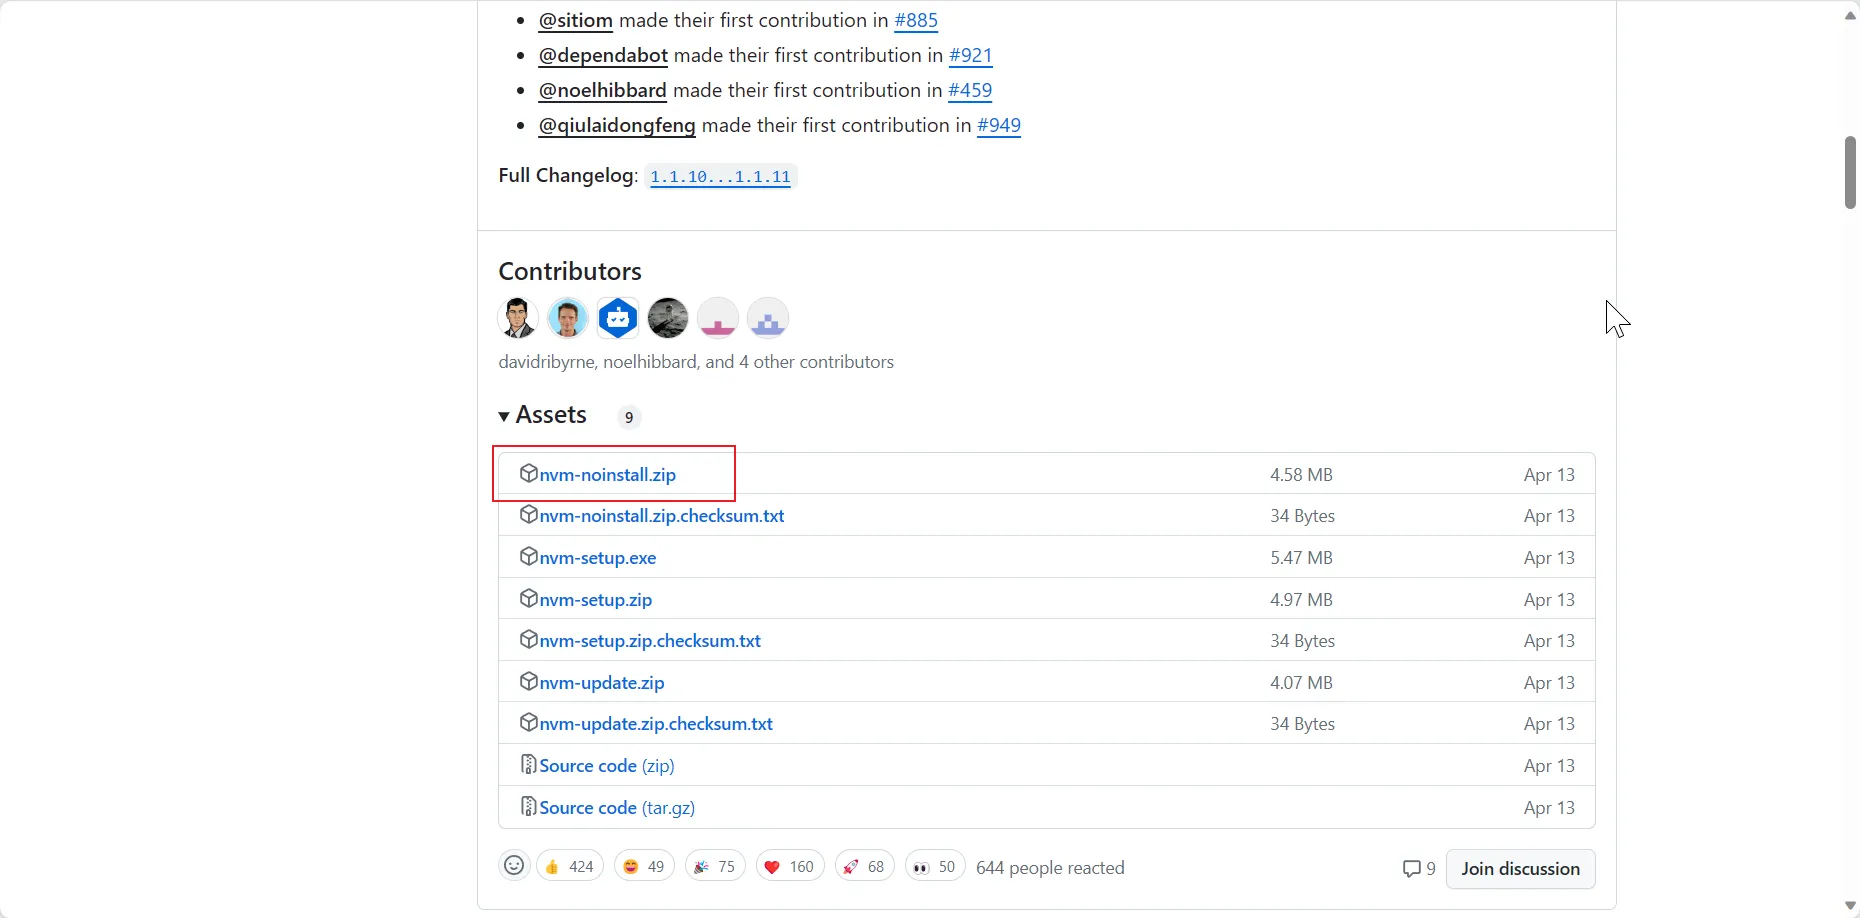 @sitiom made their first contribution in #885
@dependabot made their first contribution in #921
@noelhibbard made their first contribution in #459
@qiulaidongfeng made their first contribution in #949
Full Changelog: 1.1.10...1.1.11
Contributors
davidribyrne, noelhibbard, and 4 other contributors
Assets 9
nvm-noinstall.zip 4.58 MB Apr 13
nvm-noinstall.zip.checksum.txt 34 Bytes Apr 13
nvm-setup.exe 5.47 MB Apr 13
nvm-setup.zip 4.97 MB Apr 13
nvm-setup.zip.checksum.txt 34 Bytes Apr 13
nvm-update.zip 4.07 MB Apr 13
nvm-update.zip.checksum.txt 34 Bytes Apr 13
Source code (zip) Apr 13
Source code (tar.gz) Apr 13
424 49 75 160 68 50 644 people reacted 9 Join discussion